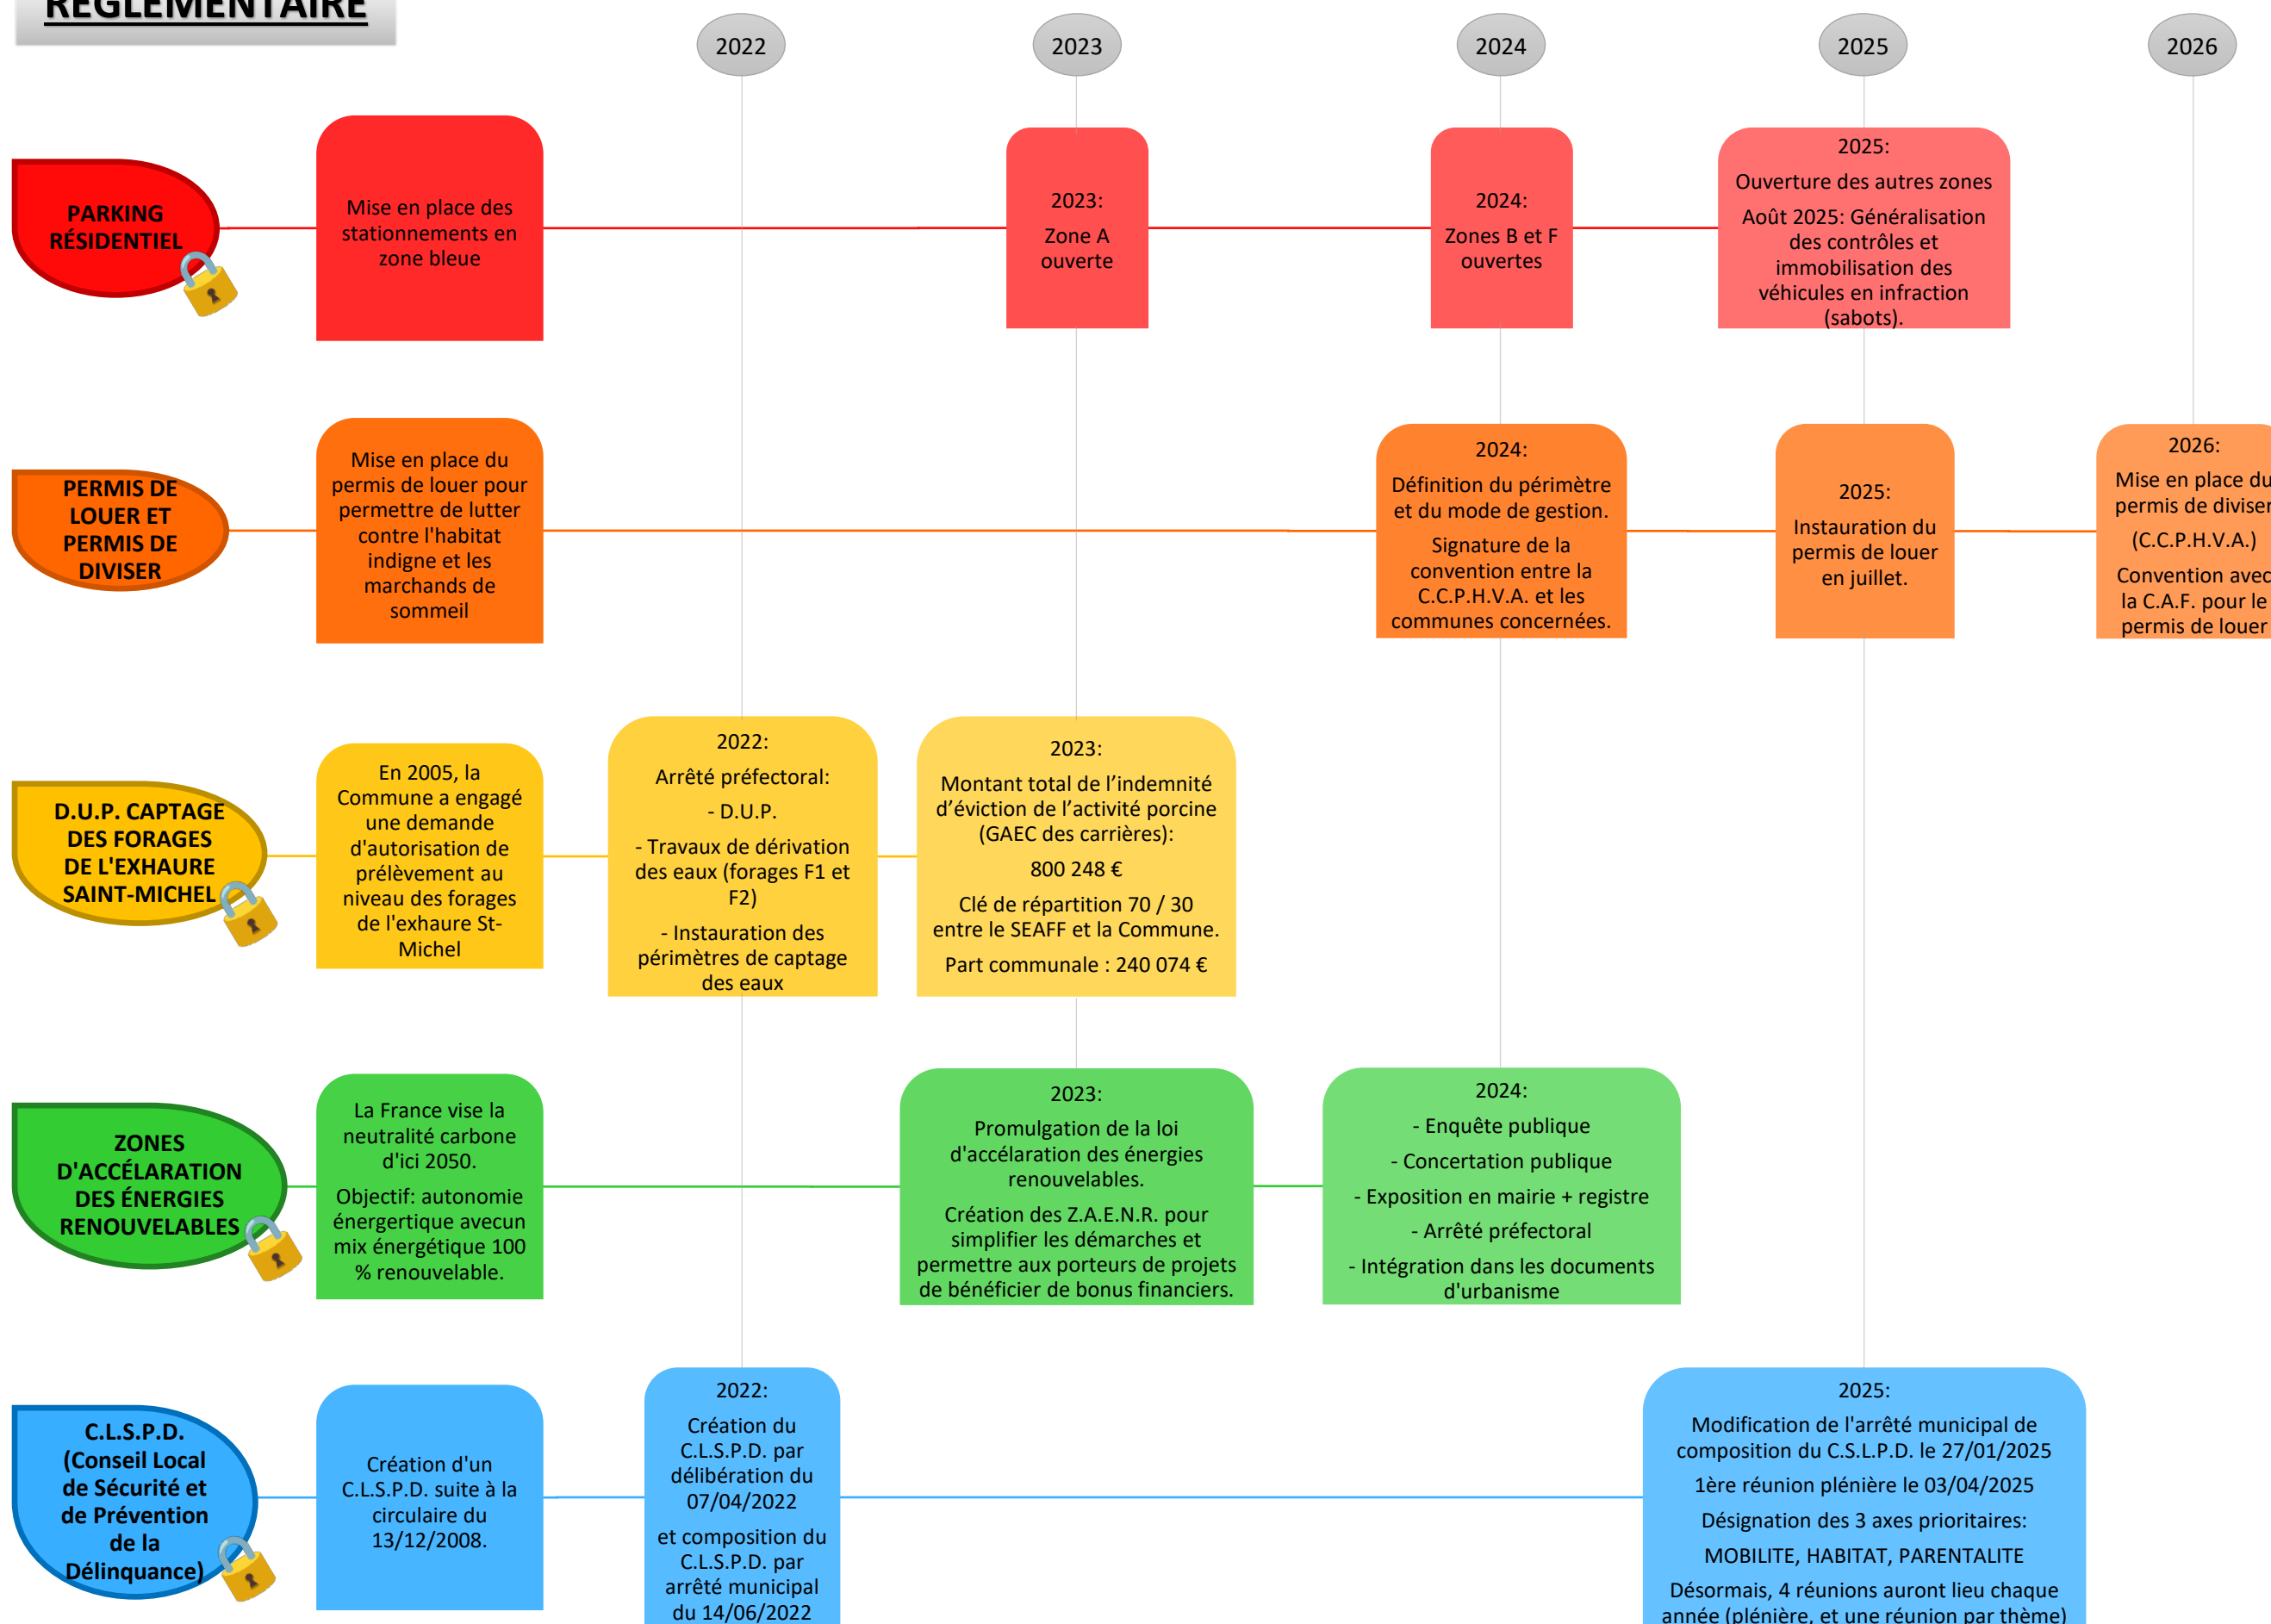 RÉGLEMENTAIRE
2022
2023
2024
2025
2026
PARKING
RÉSIDENTIEL
Mise en place des
stationnements en
zone bleue
2023:
Zone A
ouverte
2024:
Zones B et F
ouvertes
2025:
Ouverture des autres zones
Août 2025: Généralisation
des contrôles et
immobilisation des
véhicules en infraction
(sabots).
PERMIS DE
LOUER ET
PERMIS DE
DIVISER
Mise en place du
permis de louer pour
permettre de lutter
contre l'habitat
indigne et les
marchands de
sommeil
2024:
Définition du périmètre
et du mode de gestion.
Signature de la
convention entre la
C.C.P.H.V.A. et les
communes concernées.
2025:
Instauration du
permis de louer
en juillet.
2026:
Mise en place du
permis de diviser
(C.C.P.H.V.A.)
Convention avec
la C.A.F. pour le
permis de louer
D.U.P. CAPTAGE
DES FORAGES
DE L'EXHAURE
SAINT-MICHEL
En 2005, la
Commune a engagé
une demande
d'autorisation de
prélèvement au
niveau des forages
de l'exhaure St-
Michel
2022:
Arrêté préfectoral:
- D.U.P.
- Travaux de dérivation
des eaux (forages F1 et
F2)
- Instauration des
périmètres de captage
des eaux
2023:
Montant total de l’indemnité
d’éviction de l’activité porcine
(GAEC des carrières):
800 248 €
Clé de répartition 70 / 30
entre le SEAFF et la Commune.
Part communale : 240 074 €
ZONES
D'ACCÉLARATION
DES ÉNERGIES
RENOUVELABLES
La France vise la
neutralité carbone
d'ici 2050.
Objectif: autonomie
énergertique avecun
mix énergétique 100
% renouvelable.
2023:
Promulgation de la loi
d'accélaration des énergies
renouvelables.
Création des Z.A.E.N.R. pour
simplifier les démarches et
permettre aux porteurs de projets
de bénéficier de bonus financiers.
2024:
- Enquête publique
- Concertation publique
- Exposition en mairie + registre
- Arrêté préfectoral
- Intégration dans les documents
d'urbanisme
C.L.S.P.D.
(Conseil Local
de Sécurité et
de Prévention
de la
Délinquance)
Création d'un
C.L.S.P.D. suite à la
circulaire du
13/12/2008.
2022:
Création du
C.L.S.P.D. par
délibération du
07/04/2022
et composition du
C.L.S.P.D. par
arrêté municipal
du 14/06/2022
2025:
Modification de l'arrêté municipal de
composition du C.S.L.P.D. le 27/01/2025
1ère réunion plénière le 03/04/2025
Désignation des 3 axes prioritaires:
MOBILITE, HABITAT, PARENTALITE
Désormais, 4 réunions auront lieu chaque
année (plénière, et une réunion par thème)